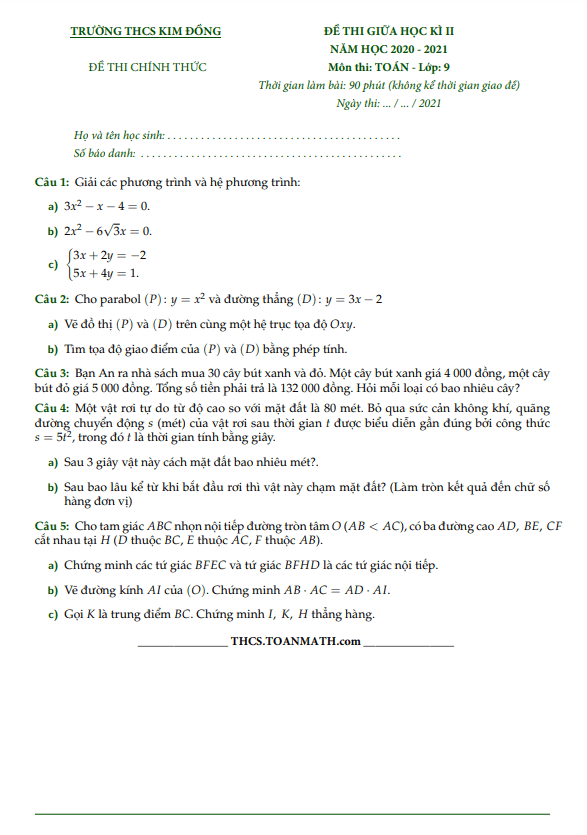 TRƯỜNG THCS KIM ĐỒNG
ĐỀ THI CHÍNH THỨC
ĐỀ THI GIỮA HỌC KÌ II
NĂM HỌC 2020 - 2021
Môn thi: TOÁN - Lớp: 9
Thời gian làm bài: 90 phút (không kể thời gian giao đề)
Ngày thi: ... / ... / 2021
Họ và tên học sinh: . . . . . . . . . . . . . . . . . . . . . . . . . . . . . . . . . . . . . . . . .
Số báo danh: . . . . . . . . . . . . . . . . . . . . . . . . . . . . . . . . . . . . . . . . . . . . . .
Câu 1: Giải các phương trình và hệ phương trình:
a) 3x² − x − 4 = 0.
b) 2x² − 6√3x = 0.
c) {3x + 2y = −2
5x + 4y = 1.
Câu 2: Cho parabol (P) : y = x² và đường thẳng (D) : y = 3x − 2
a) Vẽ đồ thị (P) và (D) trên cùng một hệ trục tọa độ Oxy.
b) Tìm tọa độ giao điểm của (P) và (D) bằng phép tính.
Câu 3: Bạn An ra nhà sách mua 30 cây bút xanh và đỏ. Một cây bút xanh giá 4 000 đồng, một cây
bút đỏ giá 5 000 đồng. Tổng số tiền phải trả là 132 000 đồng. Hỏi mỗi loại có bao nhiêu cây?
Câu 4: Một vật rơi tự do từ độ cao so với mặt đất là 80 mét. Bỏ qua sức cản không khí, quãng
đường chuyển động s (mét) của vật rơi sau thời gian t được biểu diễn gần đúng bởi công thức
s = 5t², trong đó t là thời gian tính bằng giây.
a) Sau 3 giây vật này cách mặt đất bao nhiêu mét?.
b) Sau bao lâu kể từ khi bắt đầu rơi thì vật này chạm mặt đất? (Làm tròn kết quả đến chữ số
hàng đơn vị)
Câu 5: Cho tam giác ABC nhọn nội tiếp đường tròn tâm O (AB < AC), có ba đường cao AD, BE, CF
cắt nhau tại H (D thuộc BC, E thuộc AC, F thuộc AB).
a) Chứng minh các tứ giác BFEC và tứ giác BFHD là các tứ giác nội tiếp.
b) Vẽ đường kính AI của (O). Chứng minh AB · AC = AD · AI.
c) Gọi K là trung điểm BC. Chứng minh I, K, H thẳng hàng.
THCS.TOANMATH.com